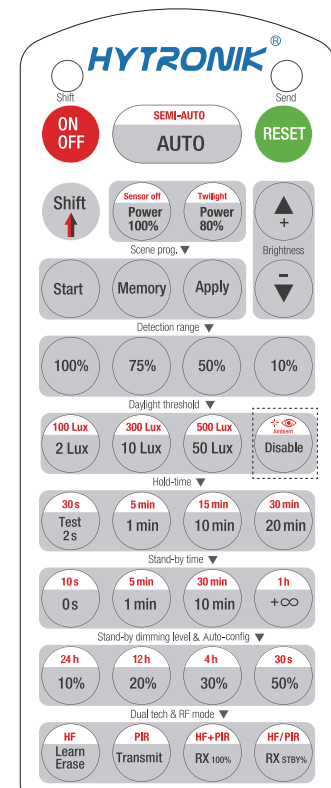 HYTRONIK®
Shift Send
ON
OFF
SEMI-AUTO
AUTO
RESET
Shift
Sensor off
Power
100%
Twilight
Power
80%
+
Scene prog. ▼
Brightness
Start Memory Apply
−
Detection range ▼
100% 75% 50% 10%
Daylight threshold ▼
100 Lux 300 Lux 500 Lux Ambient
2 Lux 10 Lux 50 Lux Disable
Hold-time ▼
30 s 5 min 15 min 30 min
Test
2 s
1 min 10 min 20 min
Stand-by time ▼
10 s 5 min 30 min 1 h
0 s 1 min 10 min +∞
Stand-by dimming level & Auto-config ▼
24 h 12 h 4 h 30 s
10% 20% 30% 50%
Dual tech & RF mode ▼
HF PIR HF+PIR HF/PIR
Learn
Erase
Transmit RX 100% RX STBY%